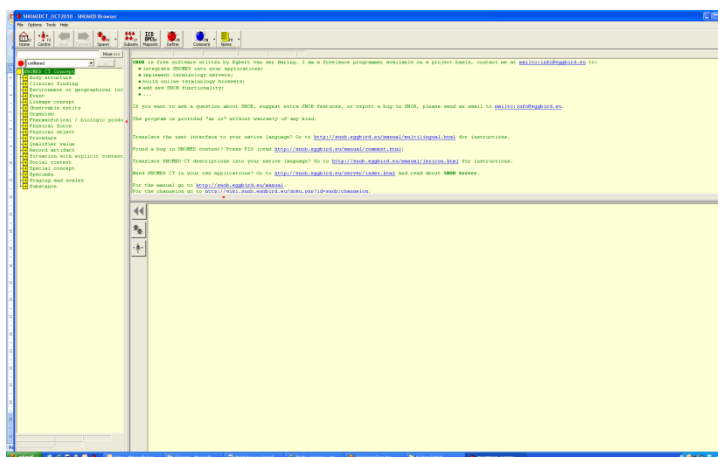 SNOMEDCT_OCT2010 - SNOMED Browser
File Options Tools Help
Home Centre Spawn Subsets Mapsets Define Comment Notes
ICD
OPCS
More >>>
unfiltered
SNOMED CT Concept
Body structure
Clinical finding
Environment or geographical loc
Event
Linkage concept
Observable entity
Organism
Pharmaceutical / biologic produ
Physical force
Physical object
Procedure
Qualifier value
Record artifact
Situation with explicit context
Social context
Special concept
Specimen
Staging and scales
Substance
SNOB is free software written by Egbert van der Haring. I am a freelance programmer available on a project basis, contact me at mailto:info@eggbird.eu to:
• integrate SNOMED into your applications;
• implement terminology servers;
• build online terminology browsers;
• add new SNOB functionality;
• ...
If you want to ask a question about SNOB, suggest extra SNOB features, or report a bug in SNOB, please send an email to mailto:info@eggbird.eu.
The program is provided "as is" without warranty of any kind.
Translate the user interface to your native language? Go to http://snob.eggbird.eu/manual/multilingual.html for instructions.
Found a bug in SNOMED content? Press F10 (read http://snob.eggbird.eu/manual/comment.html)
Translate SNOMED CT descriptions into your native language? Go to http://snob.eggbird.eu/manual/lexicon.html for instructions.
Need SNOMED CT in your own applications? Go to http://snob.eggbird.eu/server/index.html and read about SNOB Server.
For the manual go to http://snob.eggbird.eu/manual.
For the changelog go to http://wiki.snob.eggbird.eu/doku.php?id=snob:changelog.